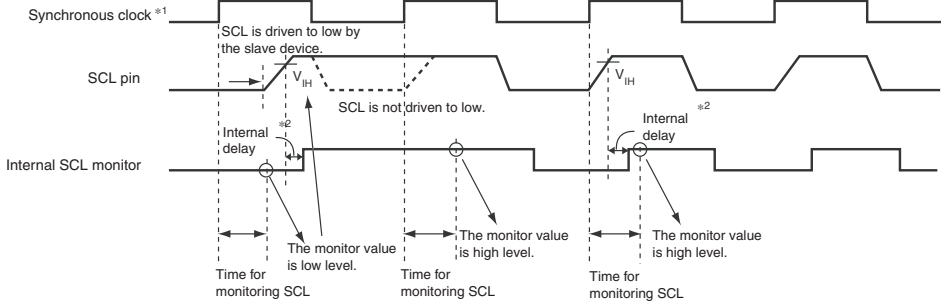 Synchronous clock *1
SCL is driven to low by
the slave device.
SCL pin
VIH
VIH
SCL is not driven to low.
Internal *2
delay
Internal *2
delay
Internal SCL monitor
The monitor value
is low level.
The monitor value
is high level.
The monitor value
is high level.
Time for
monitoring SCL
Time for
monitoring SCL
Time for
monitoring SCL